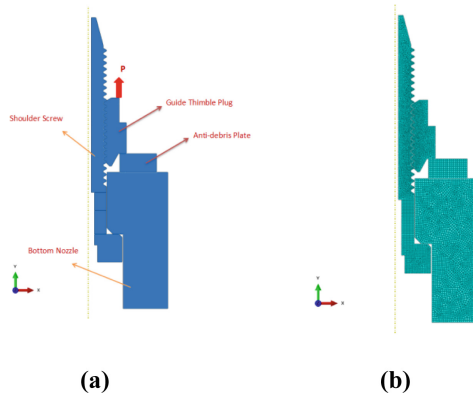 P
Guide Thimble Plug
Shoulder Screw
Anti-debris Plate
Bottom Nozzle
Y
X
Y
X
(a)
(b)